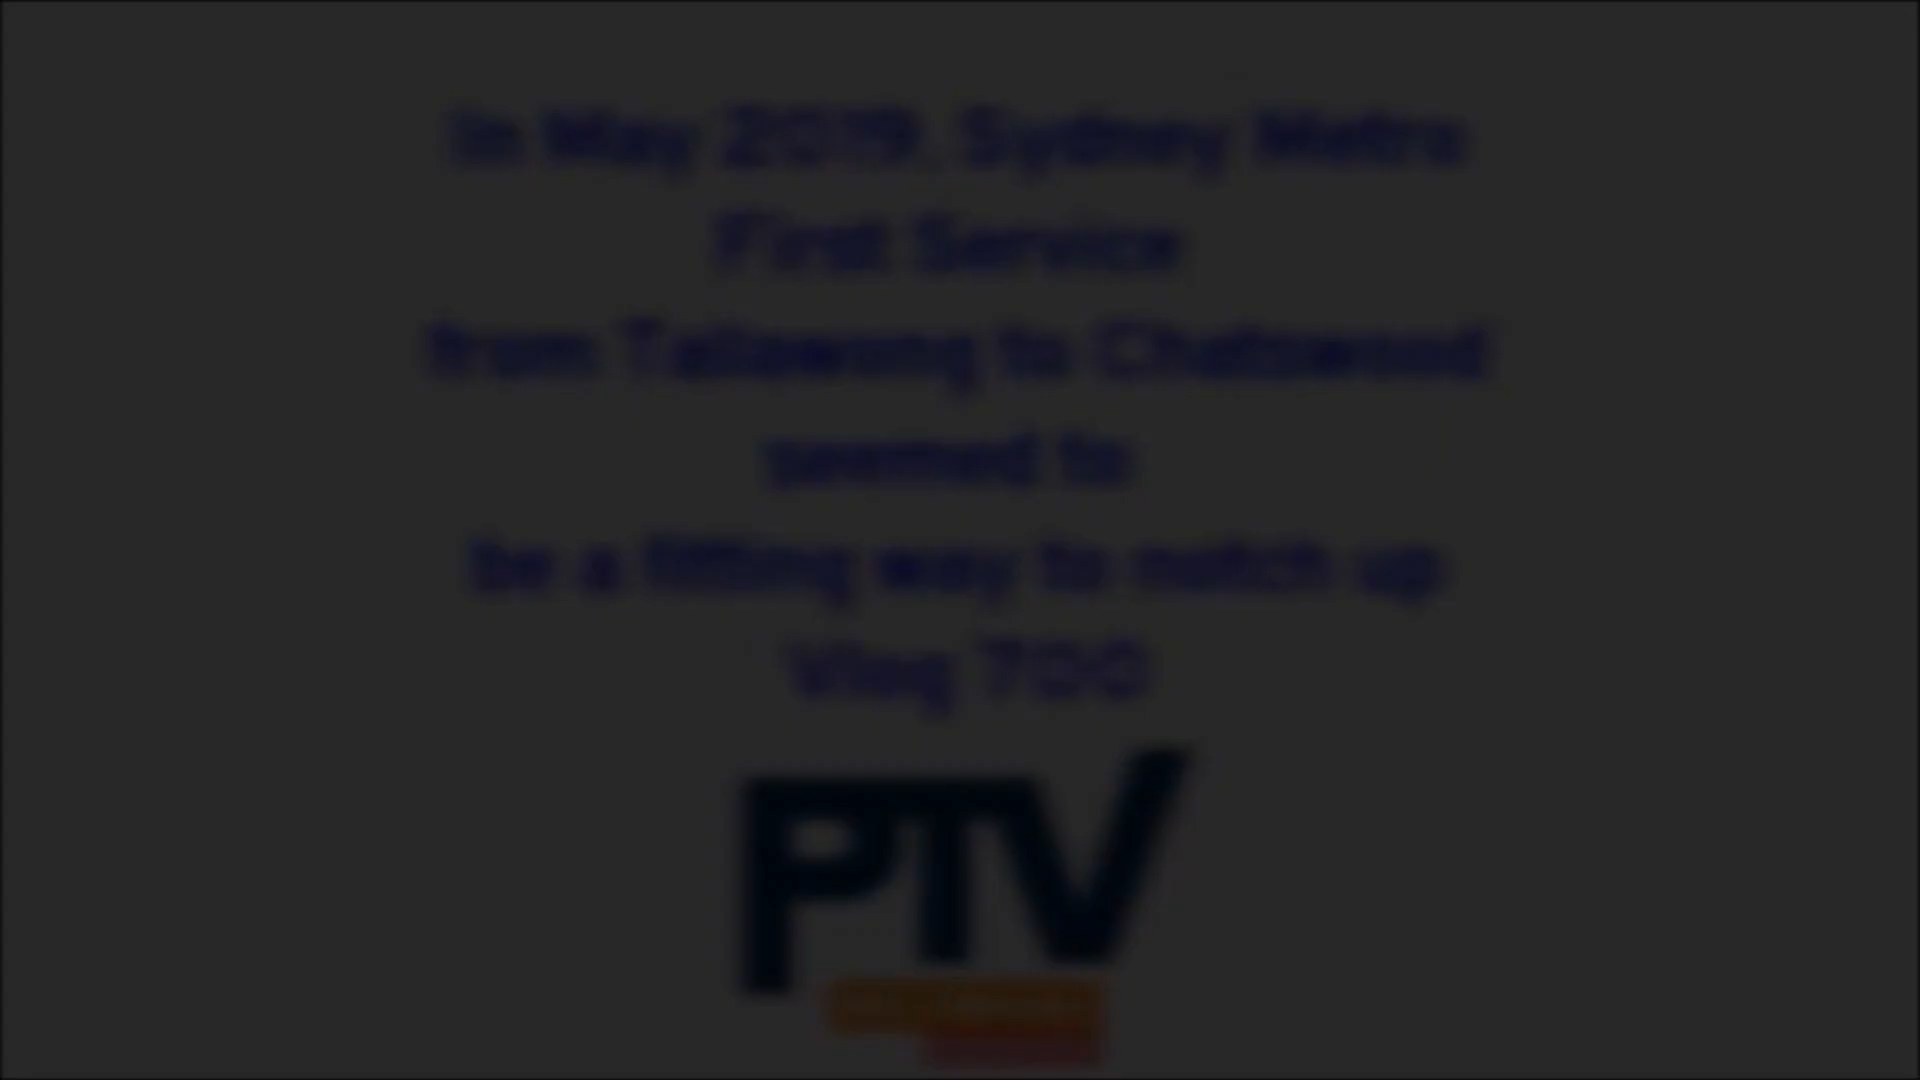 In May 2019, Sydney Metro
First Service
from Tallawong to Chatswood
seemed to
be a fitting way to notch up
Vlog 700
PTV